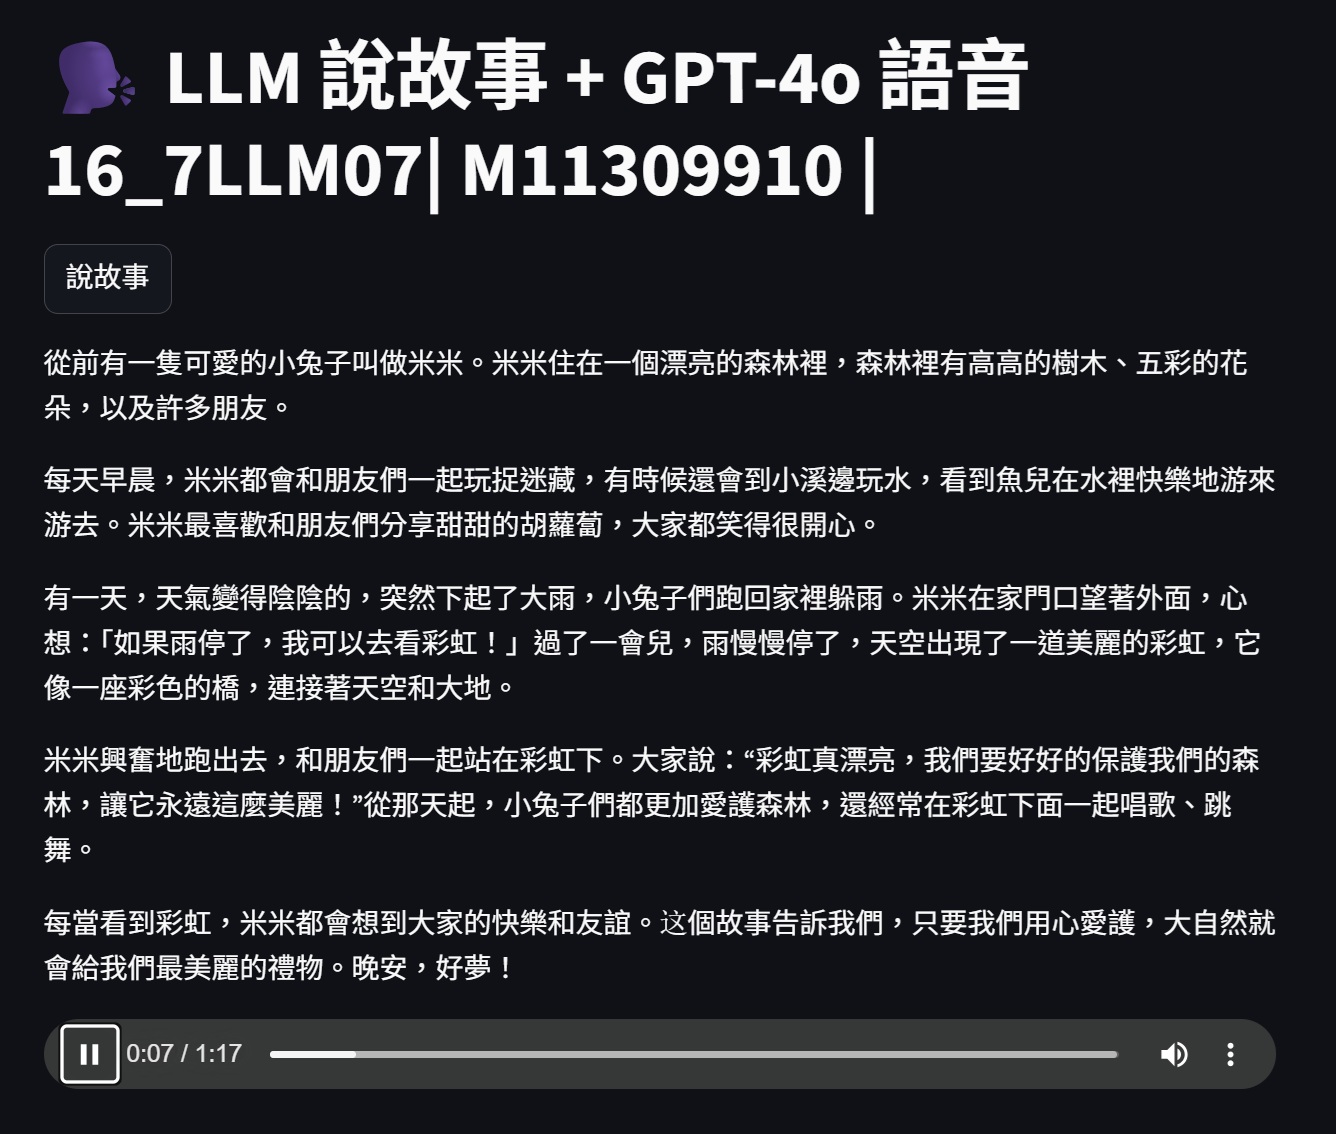 LLM 說故事 + GPT-4o 語音
16_7LLM07| M11309910 |
說故事
從前有一隻可愛的小兔子叫做米米。米米住在一個漂亮的森林裡，森林裡有高高的樹木、五彩的花
朵，以及許多朋友。
每天早晨，米米都會和朋友們一起玩捉迷藏，有時候還會到小溪邊玩水，看到魚兒在水裡快樂地游來
游去。米米最喜歡和朋友們分享甜甜的胡蘿蔔，大家都笑得很開心。
有一天，天氣變得陰陰的，突然下起了大雨，小兔子們跑回家裡躲雨。米米在家門口望著外面，心
想：「如果雨停了，我可以去看彩虹！」過了一會兒，雨慢慢停了，天空出現了一道美麗的彩虹，它
像一座彩色的橋，連接著天空和大地。
米米興奮地跑出去，和朋友們一起站在彩虹下。大家說：“彩虹真漂亮，我們要好好的保護我們的森
林，讓它永遠這麼美麗！”從那天起，小兔子們都更加愛護森林，還經常在彩虹下面一起唱歌、跳
舞。
每當看到彩虹，米米都會想到大家的快樂和友誼。这個故事告訴我們，只要我們用心愛護，大自然就
會給我們最美麗的禮物。晚安，好夢！
0:07 / 1:17